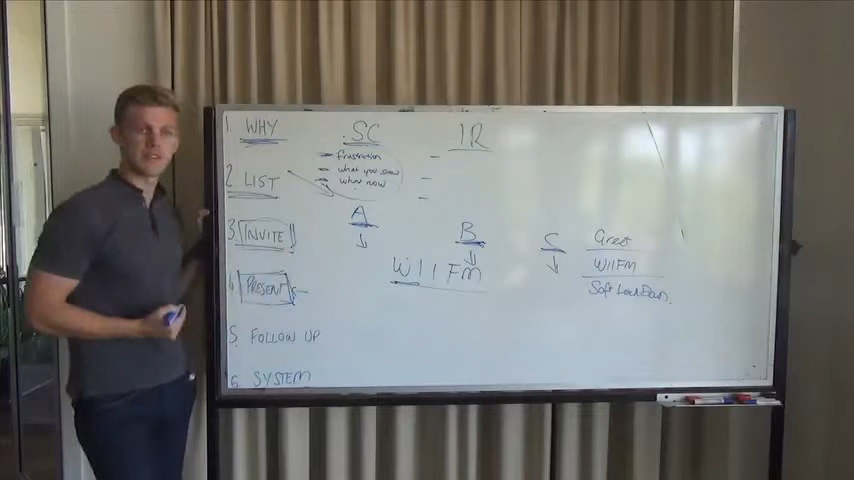 1. WHY
2. LIST
3. INVITE
4. PRESENT
5. FOLLOW UP
6. SYSTEM
SC
- frustration
- what you saw
- what now
IR
A
B
WIIFM
C
Greet
WIIFM
Soft LockDown